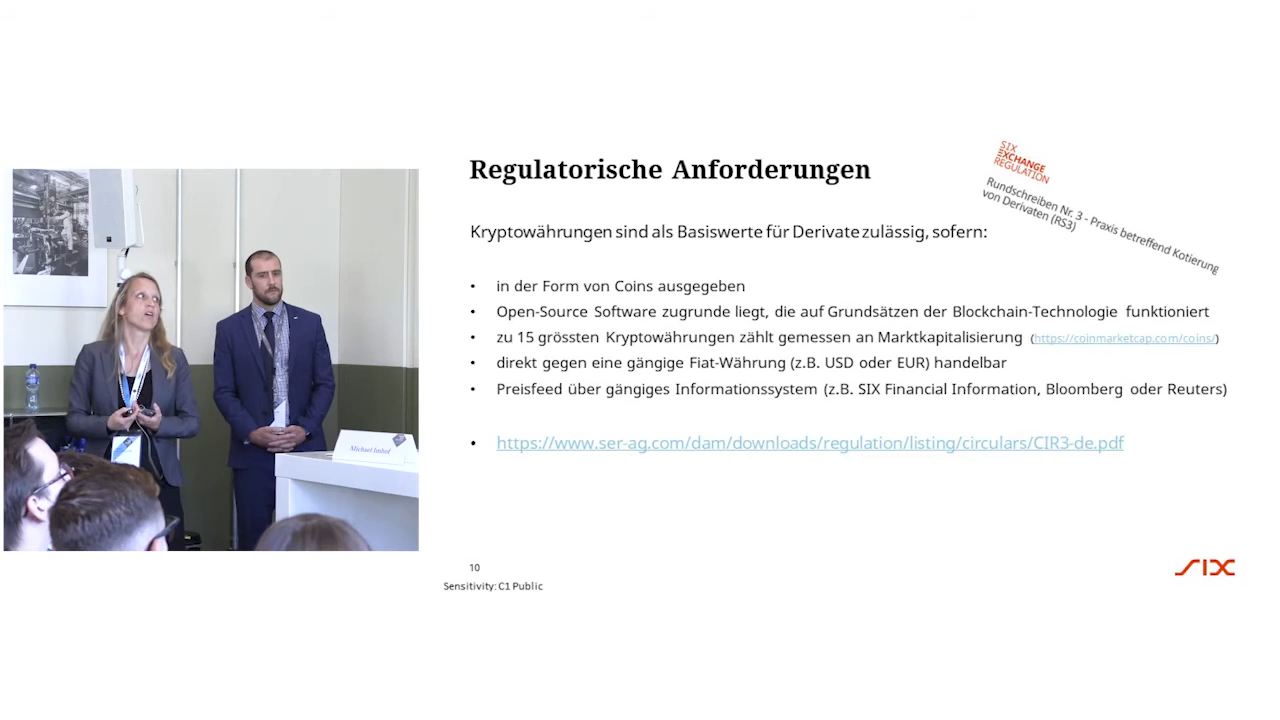 Regulatorische Anforderungen
SIX
EXCHANGE
REGULATION
Rundschreiben Nr. 3 - Praxis betreffend Kotierung
von Derivaten (RS3)
Kryptowährungen sind als Basiswerte für Derivate zulässig, sofern:
• in der Form von Coins ausgegeben
• Open-Source Software zugrunde liegt, die auf Grundsätzen der Blockchain-Technologie funktioniert
• zu 15 grössten Kryptowährungen zählt gemessen an Marktkapitalisierung (https://coinmarketcap.com/coins/)
• direkt gegen eine gängige Fiat-Währung (z.B. USD oder EUR) handelbar
• Preisfeed über gängiges Informationssystem (z.B. SIX Financial Information, Bloomberg oder Reuters)
• https://www.ser-ag.com/dam/downloads/regulation/listing/circulars/CIR3-de.pdf
Michael Imhof
10
Sensitivity: C1 Public
SIX